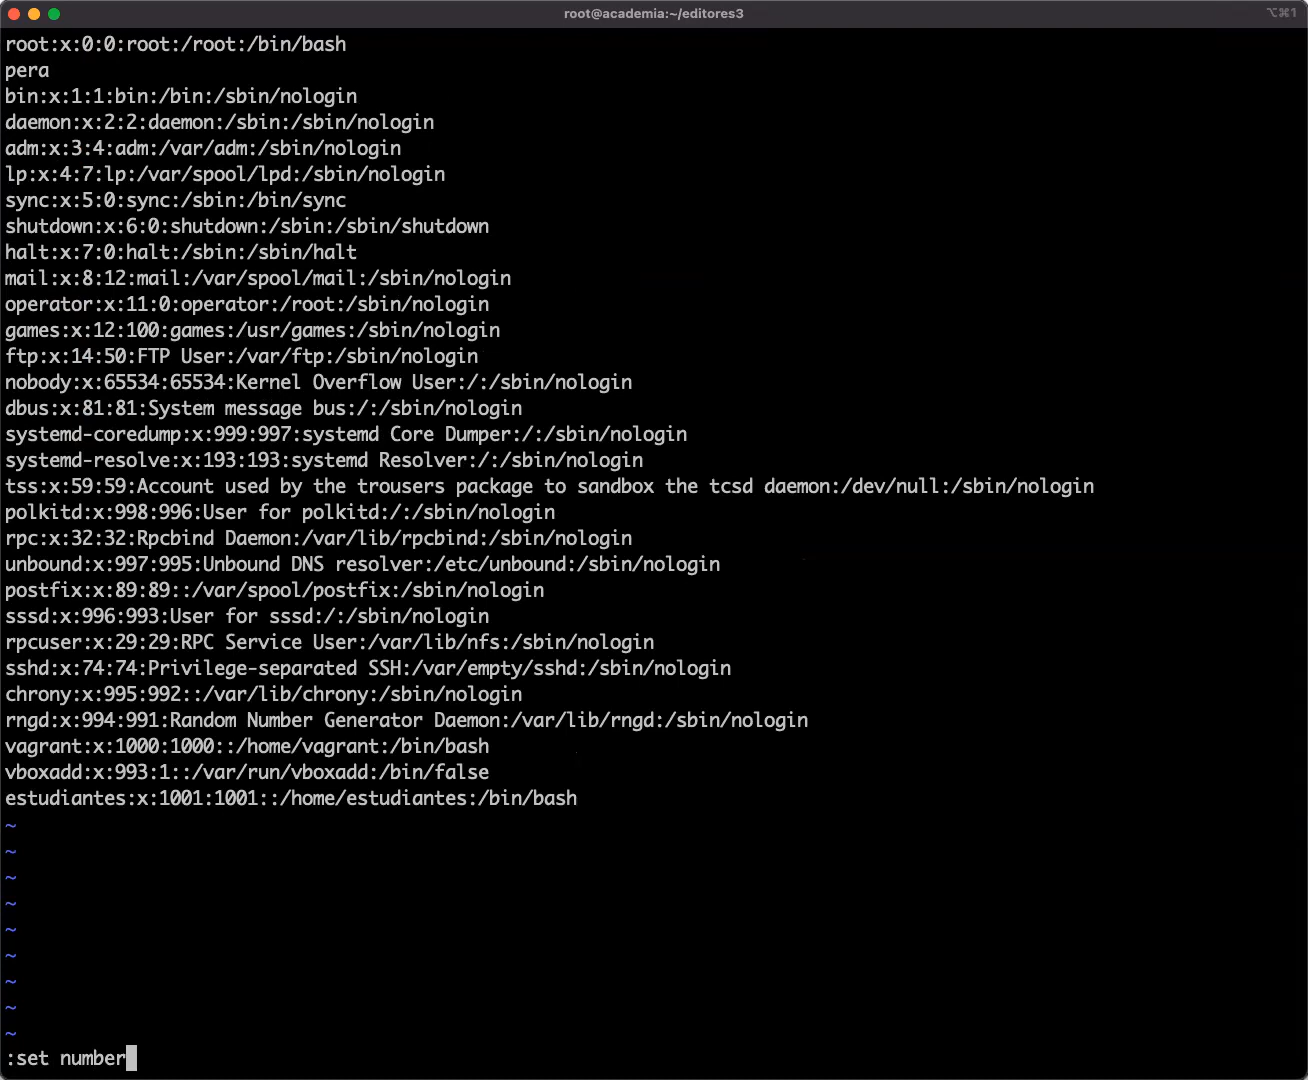 root@academia:~/editores3
⌥⌘1
root:x:0:0:root:/root:/bin/bash
pera
bin:x:1:1:bin:/bin:/sbin/nologin
daemon:x:2:2:daemon:/sbin:/sbin/nologin
adm:x:3:4:adm:/var/adm:/sbin/nologin
lp:x:4:7:lp:/var/spool/lpd:/sbin/nologin
sync:x:5:0:sync:/sbin:/bin/sync
shutdown:x:6:0:shutdown:/sbin:/sbin/shutdown
halt:x:7:0:halt:/sbin:/sbin/halt
mail:x:8:12:mail:/var/spool/mail:/sbin/nologin
operator:x:11:0:operator:/root:/sbin/nologin
games:x:12:100:games:/usr/games:/sbin/nologin
ftp:x:14:50:FTP User:/var/ftp:/sbin/nologin
nobody:x:65534:65534:Kernel Overflow User:/:/sbin/nologin
dbus:x:81:81:System message bus:/:/sbin/nologin
systemd-coredump:x:999:997:systemd Core Dumper:/:/sbin/nologin
systemd-resolve:x:193:193:systemd Resolver:/:/sbin/nologin
tss:x:59:59:Account used by the trousers package to sandbox the tcsd daemon:/dev/null:/sbin/nologin
polkitd:x:998:996:User for polkitd:/:/sbin/nologin
rpc:x:32:32:Rpcbind Daemon:/var/lib/rpcbind:/sbin/nologin
unbound:x:997:995:Unbound DNS resolver:/etc/unbound:/sbin/nologin
postfix:x:89:89::/var/spool/postfix:/sbin/nologin
sssd:x:996:993:User for sssd:/:/sbin/nologin
rpcuser:x:29:29:RPC Service User:/var/lib/nfs:/sbin/nologin
sshd:x:74:74:Privilege-separated SSH:/var/empty/sshd:/sbin/nologin
chrony:x:995:992::/var/lib/chrony:/sbin/nologin
rngd:x:994:991:Random Number Generator Daemon:/var/lib/rngd:/sbin/nologin
vagrant:x:1000:1000::/home/vagrant:/bin/bash
vboxadd:x:993:1::/var/run/vboxadd:/bin/false
estudiantes:x:1001:1001::/home/estudiantes:/bin/bash
~
~
~
~
~
~
~
~
~
:set number